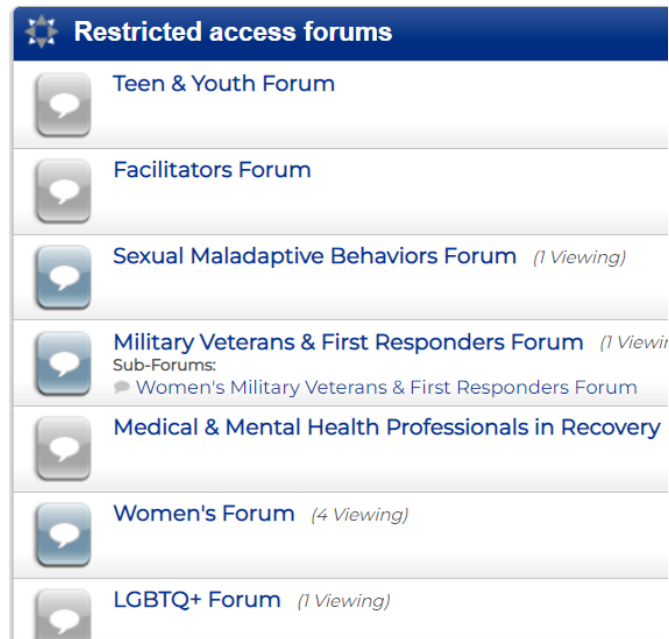 Restricted access forums
Teen & Youth Forum
Facilitators Forum
Sexual Maladaptive Behaviors Forum (1 Viewing)
Military Veterans & First Responders Forum (1 Viewin
Sub-Forums:
Women's Military Veterans & First Responders Forum
Medical & Mental Health Professionals in Recovery
Women's Forum (4 Viewing)
LGBTQ+ Forum (1 Viewing)